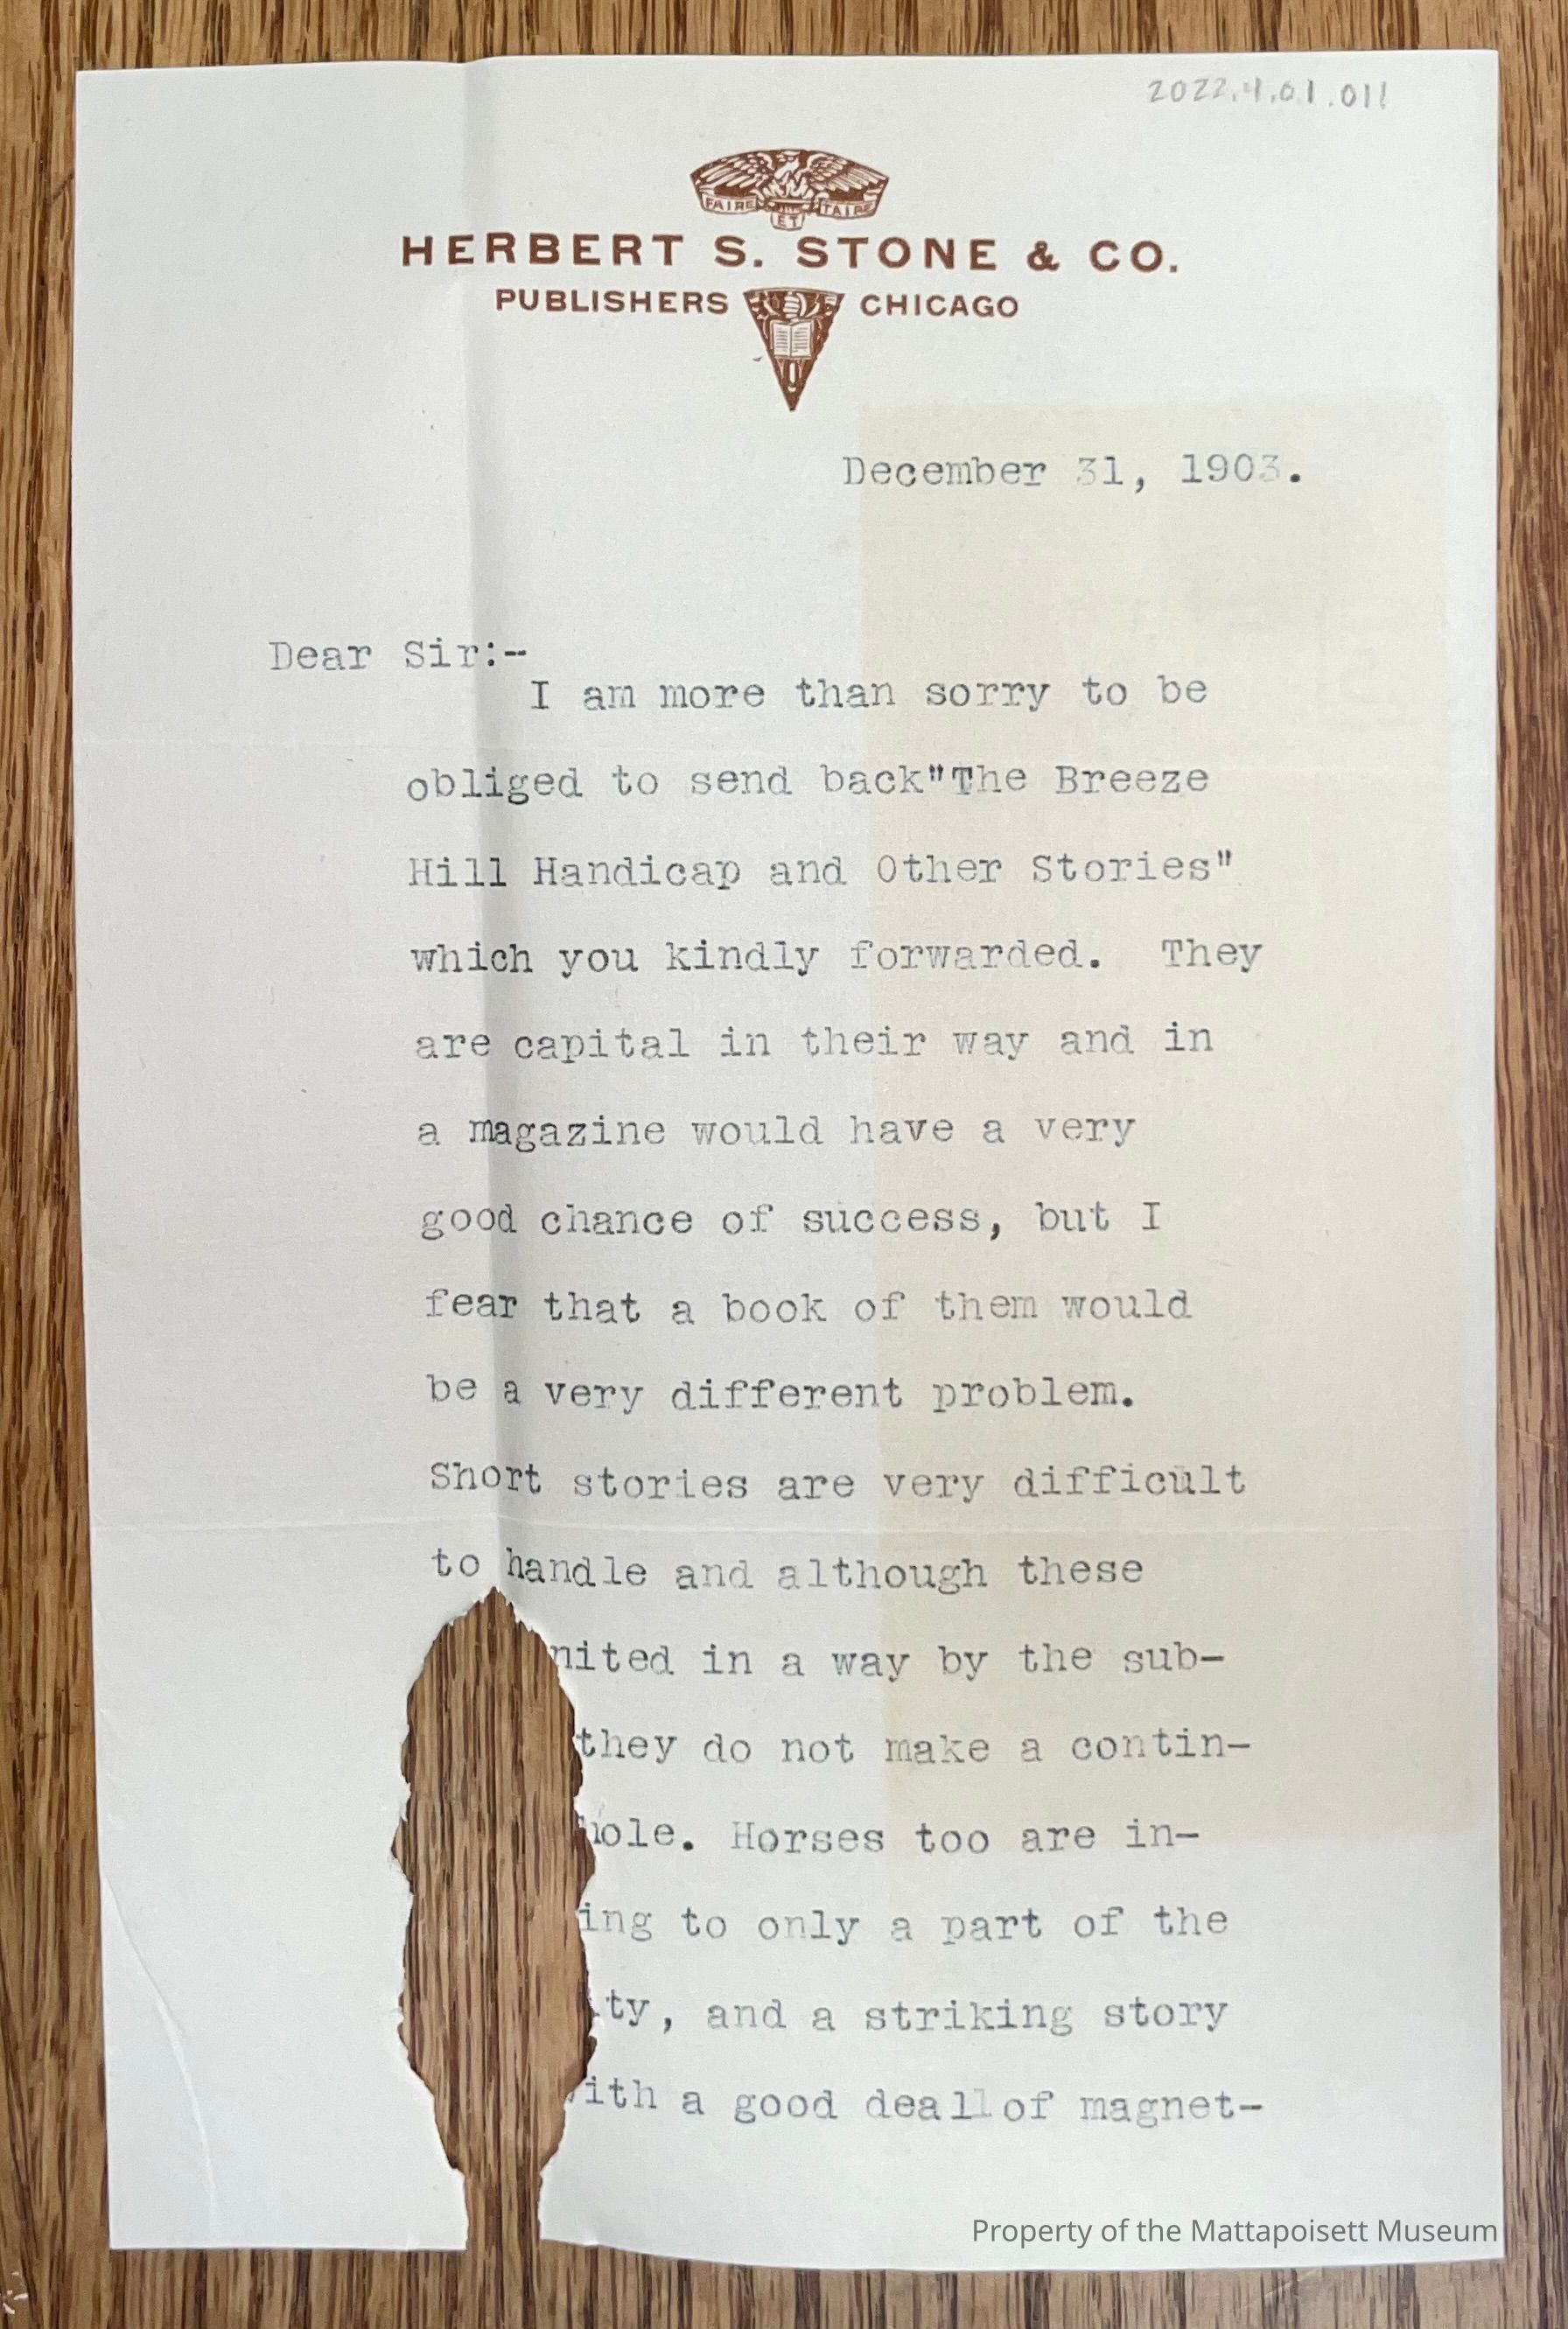 2022.4.01.011
FAIRE ET TAIRE
HERBERT S. STONE & CO.
PUBLISHERS CHICAGO
December 31, 1903.
Dear Sir:-
I am more than sorry to be
obliged to send back"The Breeze
Hill Handicap and Other Stories"
which you kindly forwarded. They
are capital in their way and in
a magazine would have a very
good chance of success, but I
fear that a book of them would
be a very different problem.
Short stories are very difficult
to handle and although these
nited in a way by the sub-
they do not make a contin-
hole. Horses too are in-
ing to only a part of the
ity, and a striking story
with a good deallof magnet-
Property of the Mattapoisett Museum